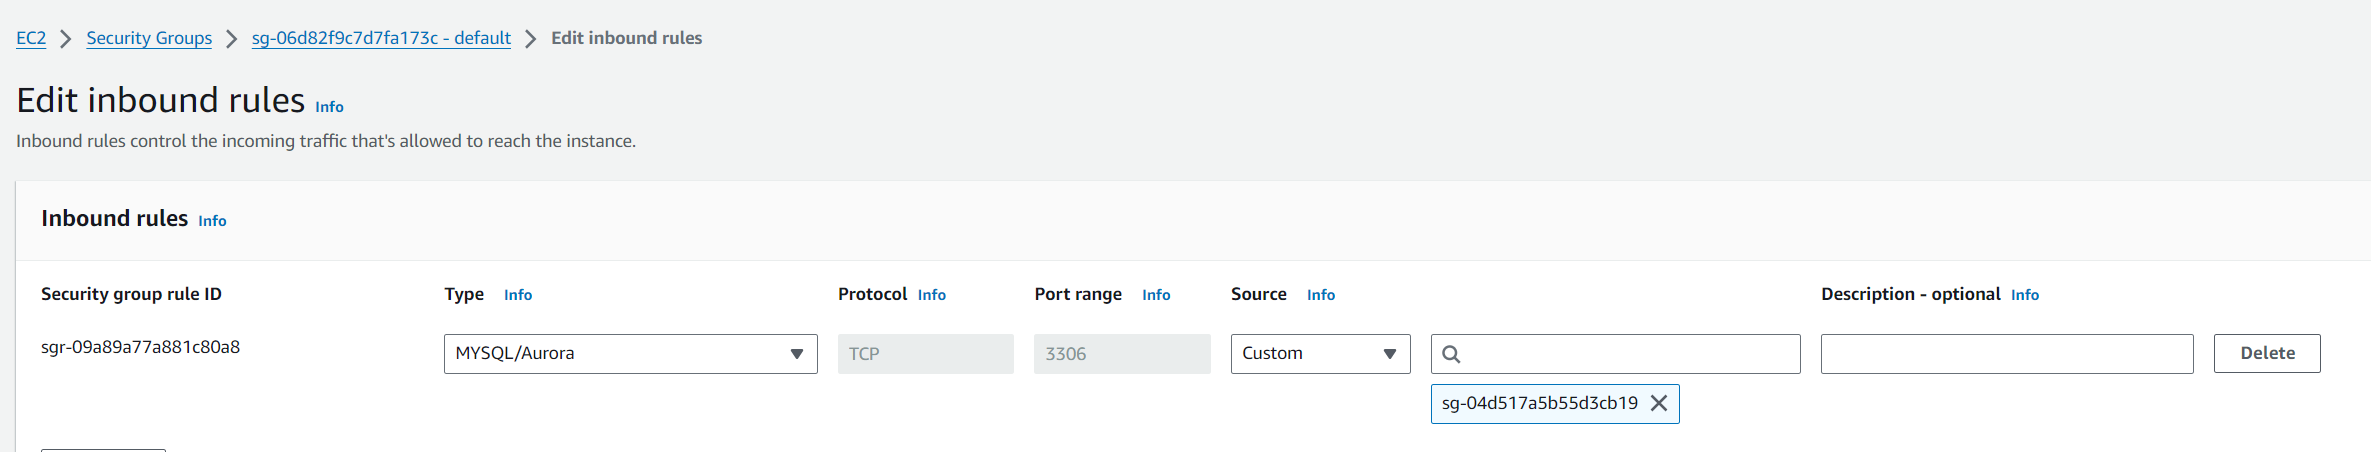 EC2 > Security Groups > sg-06d82f9c7d7fa173c - default > Edit inbound rules
Edit inbound rules Info
Inbound rules control the incoming traffic that's allowed to reach the instance.
Inbound rules Info
Security group rule ID Type Info Protocol Info Port range Info Source Info Description - optional Info
sgr-09a89a77a881c80a8 MYSQL/Aurora TCP 3306 Custom Delete
sg-04d517a5b55d3cb19